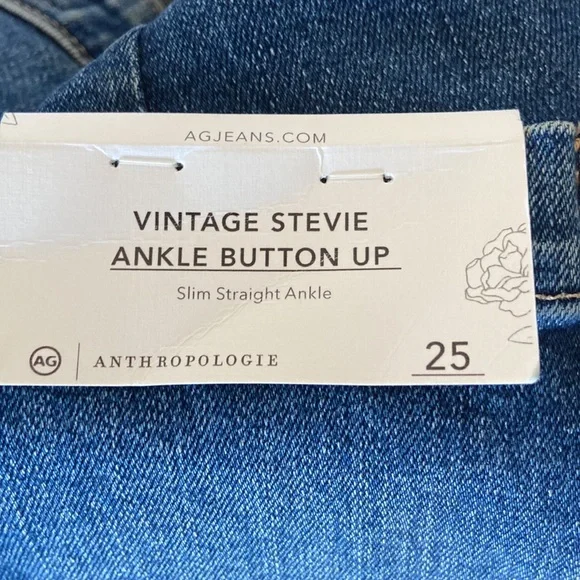 AGJEANS.COM
VINTAGE STEVIE
ANKLE BUTTON UP
Slim Straight Ankle
AG | ANTHROPOLOGIE 25